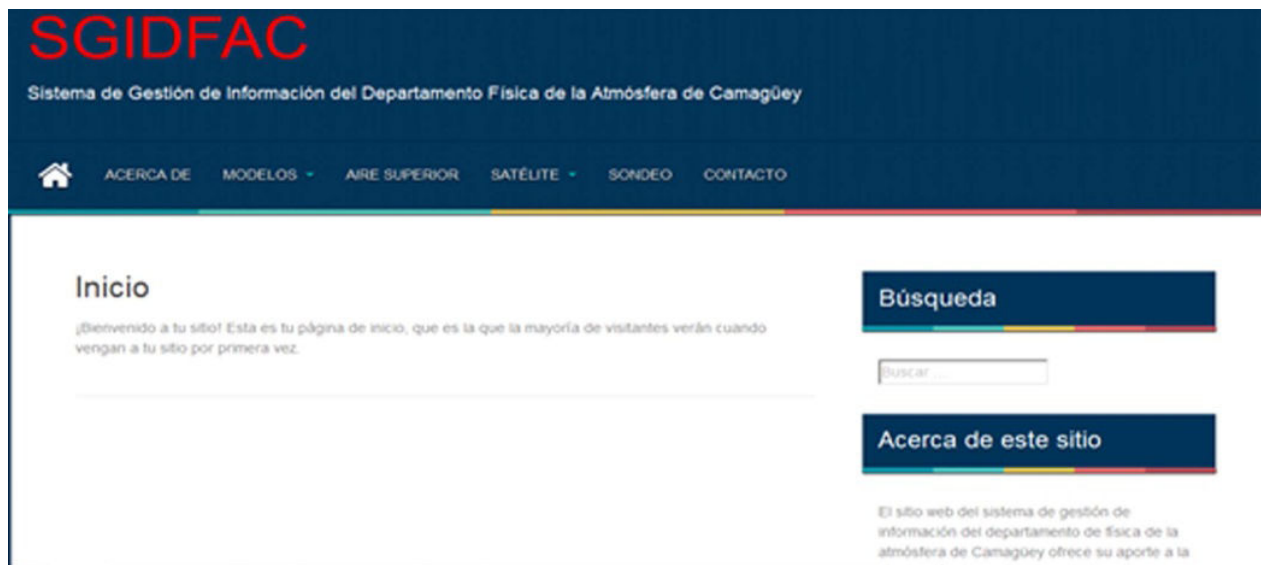 SGIDFAC
Sistema de Gestión de Información del Departamento Física de la Atmósfera de Camagüey
ACERCA DE MODELOS AIRE SUPERIOR SATÉLITE SONDEO CONTACTO
Inicio
¡Bienvenido a tu sitio! Esta es tu página de inicio, que es la que la mayoría de visitantes verán cuando
vengan a tu sitio por primera vez.
Búsqueda
Buscar ...
Acerca de este sitio
El sitio web del sistema de gestión de
información del departamento de física de la
atmósfera de Camagüey ofrece su aporte a la